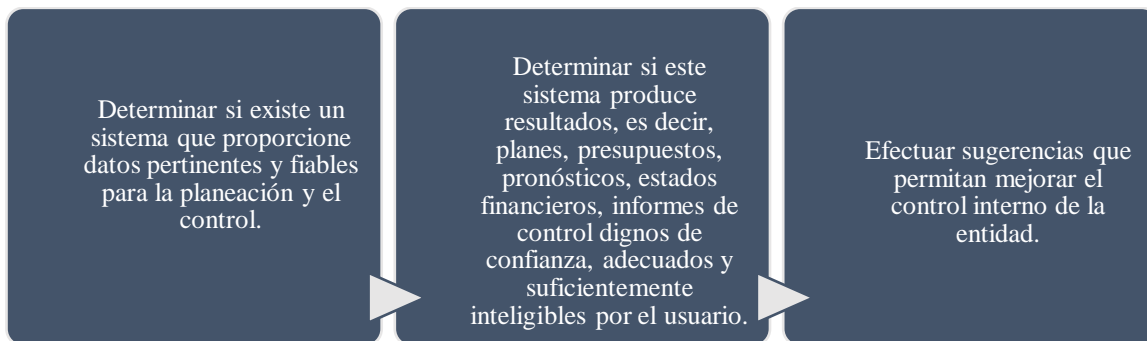 Determinar si existe un
sistema que proporcione
datos pertinentes y fiables
para la planeación y el
control.
Determinar si este
sistema produce
resultados, es decir,
planes, presupuestos,
pronósticos, estados
financieros, informes de
control dignos de
confianza, adecuados y
suficientemente
inteligibles por el usuario.
Efectuar sugerencias que
permitan mejorar el
control interno de la
entidad.